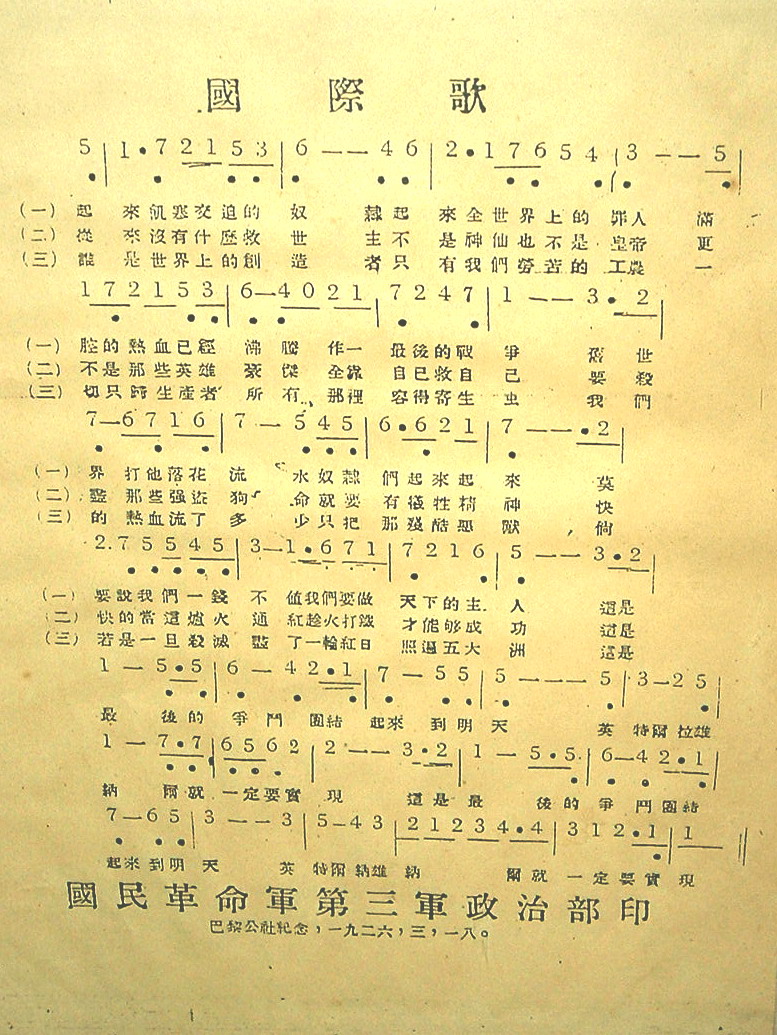 國際歌
5 | 1 • 7 2 1 5 3 | 6 — — 4 6 | 2 • 1 7 6 5 4 | 3 — — 5 |
(一) 起 來飢寒交迫的 奴 隸起 來全世界上的 罪人 滿
(二) 從 來沒有什麽救 世 主不 是神仙也不是 皇帝 更
(三) 誰 是世界上的創 造 者只 有我們勞苦的 工農 一
1 7 2 1 5 3 | 6 — 4 0 2 1 | 7 2 4 7 | 1 — — 3 • 2 |
(一) 腔的熱血已經 沸騰 作一 最後的戰 爭 舊 世
(二) 不是那些英雄 豪傑 全靠 自己救自 己 要 殺
(三) 切只歸生產者 所有 那裡 容得寄生 虫 我 們
7 — 6 7 1 6 | 7 — 5 4 5 | 6 • 6 2 1 | 7 — — • 2 |
(一) 界 打他落花 流 水奴隸 們起來起 來 莫
(二) 盡 那些强盜 狗 命就要 有犧牲精 神 快
(三) 的 熱血流了 多 少只把 那殘酷惡 獸 倘
2 . 7 5 5 4 5 | 3 — 1 • 6 7 1 | 7 2 1 6 | 5 — — 3 • 2 |
(一) 要說我們一錢 不 值我們要做 天下的主 人 這是
(二) 快的當這爐火 通 紅趁火打鐵 才能够成 功 這是
(三) 若是一旦殺滅 盡 了一輪紅日 照遍五大 洲 這是
1 — 5 • 5 | 6 — 4 2 • 1 | 7 — 5 5 | 5 — — — 5 | 3 — 2 5 |
最 後的 爭 鬥 團結 起來 到明 天 英 特爾 拉雄
1 — 7 • 7 | 6 5 6 2 | 2 — — 3 • 2 | 1 — 5 • 5 | 6 — 4 2 • 1 |
納 爾就 一定要實 現 這是 最 後的 爭 鬥團結
7 — 6 5 | 3 — — 3 | 5 — 4 3 | 2 1 2 3 4 • 4 | 3 1 2 • 1 | 1 — ‖
起來到明 天 英 特爾納雄 納 爾就 一定要實 現
國民革命軍第三軍政治部印
巴黎公社紀念，一九二六，三，一八。